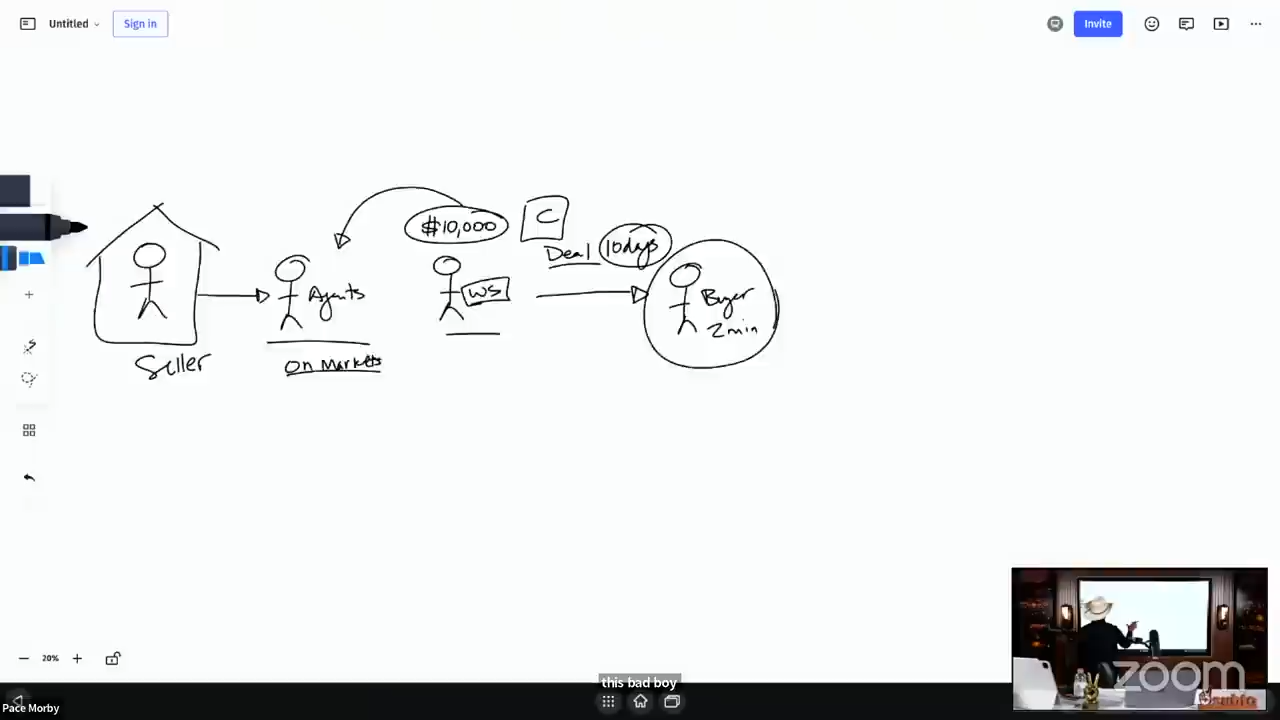 Untitled
Sign in
Invite
$10,000
C
Deal 10days
Agents
WS
Buyer
2min
Seller
On Markets
20%
this bad boy
Pace Morby
zoom